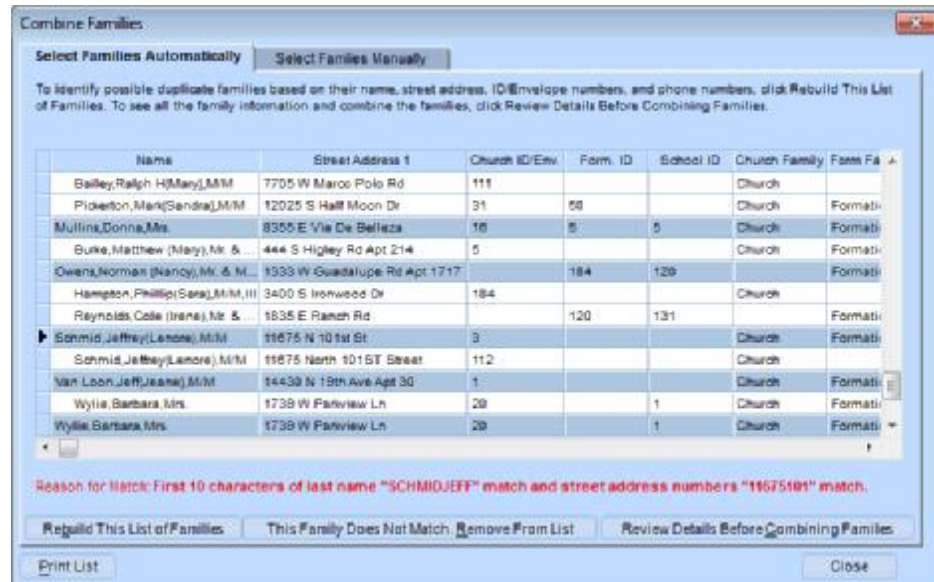 Combine Families
Select Families Automatically Select Families Manually
To identify possible duplicate families based on their name, street address, ID/Envelope numbers, and phone numbers, click Rebuild This List
of Families. To see all the family information and combine the families, click Review Details Before Combining Families.
Name Street Address 1 Church ID/Env. Form. ID School ID Church Family Form Fa
Bailey,Ralph H(Mary),M/M 7705 W Marco Polo Rd 111 Church
Pickerton,Mark(Sandra),M/M 12025 S Half Moon Dr 31 Church Formati
Mullins,Donna,Mrs. 8355 E Via De Belleza 16 5 5 Church Formati
Burke,Matthew (Mary),Mr. & ... 444 S Higley Rd Apt 214 5 Church
Owens,Norman (Nancy),Mr. & M... 1333 W Guadalupe Rd Apt 1717 184 Formati
Hampton,Phillip(Sara),M/M,III 3400 S Ironwood Dr 184 Church
Reynolds,Cole (Irene),Mr. & ... 1835 E Ranch Rd 120 131 Formati
Schmid,Jeffrey(Lenore),M/M 11675 N 101st St 3 Church
Schmid,Jeffrey(Lenore),M/M 11675 North 101ST Street 112 Church
Van Loon,Jeff(Jeane),M/M 14439 N 19th Ave Apt 36 1 Church Formati
Wylie,Barbara,Mrs. 1739 W Parkview Ln 29 1 Church Formati
Wylie,Barbara,Mrs. 1739 W Parkview Ln 29 1 Church Formati
Reason for Match: First 10 characters of last name "SCHMIDJEFF" match and street address numbers "11675101" match.
Rebuild This List of Families This Family Does Not Match. Remove From List Review Details Before Combining Families
Print List Close